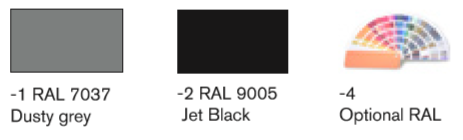 -1 RAL 7037
Dusty grey
-2 RAL 9005
Jet Black
-4
Optional RAL